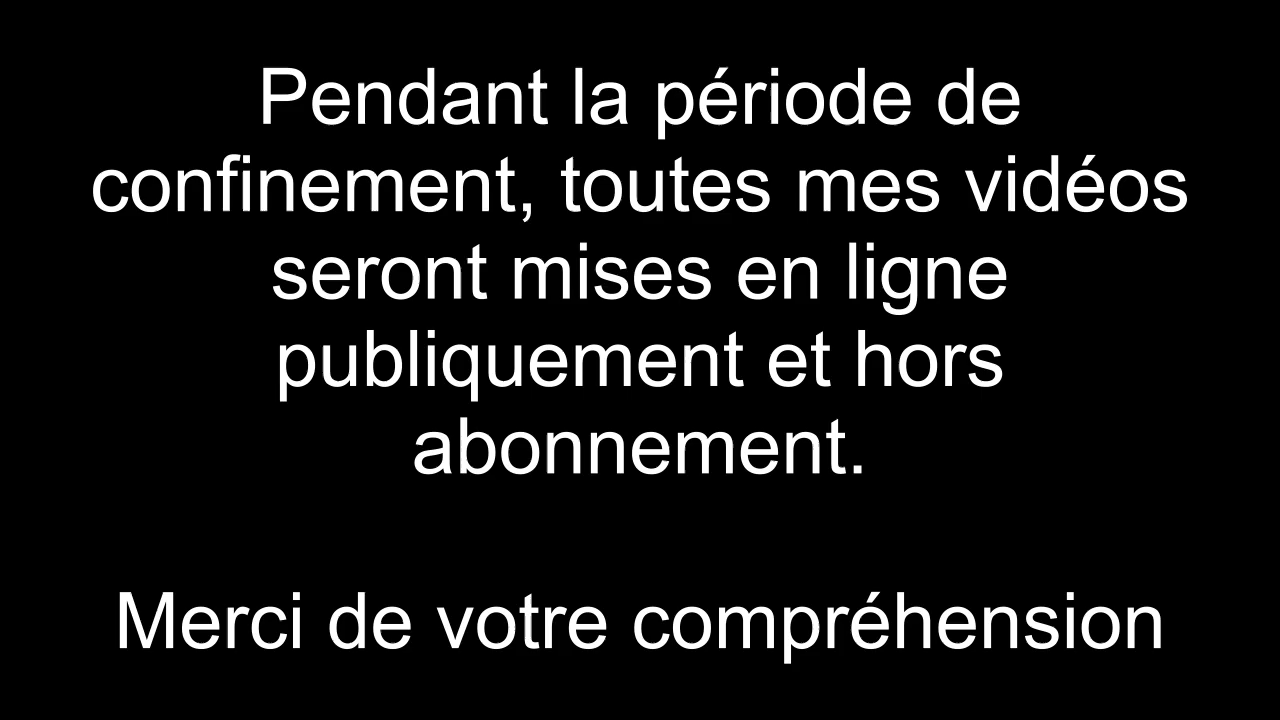 Pendant la période de
confinement, toutes mes vidéos
seront mises en ligne
publiquement et hors
abonnement.
Merci de votre compréhension